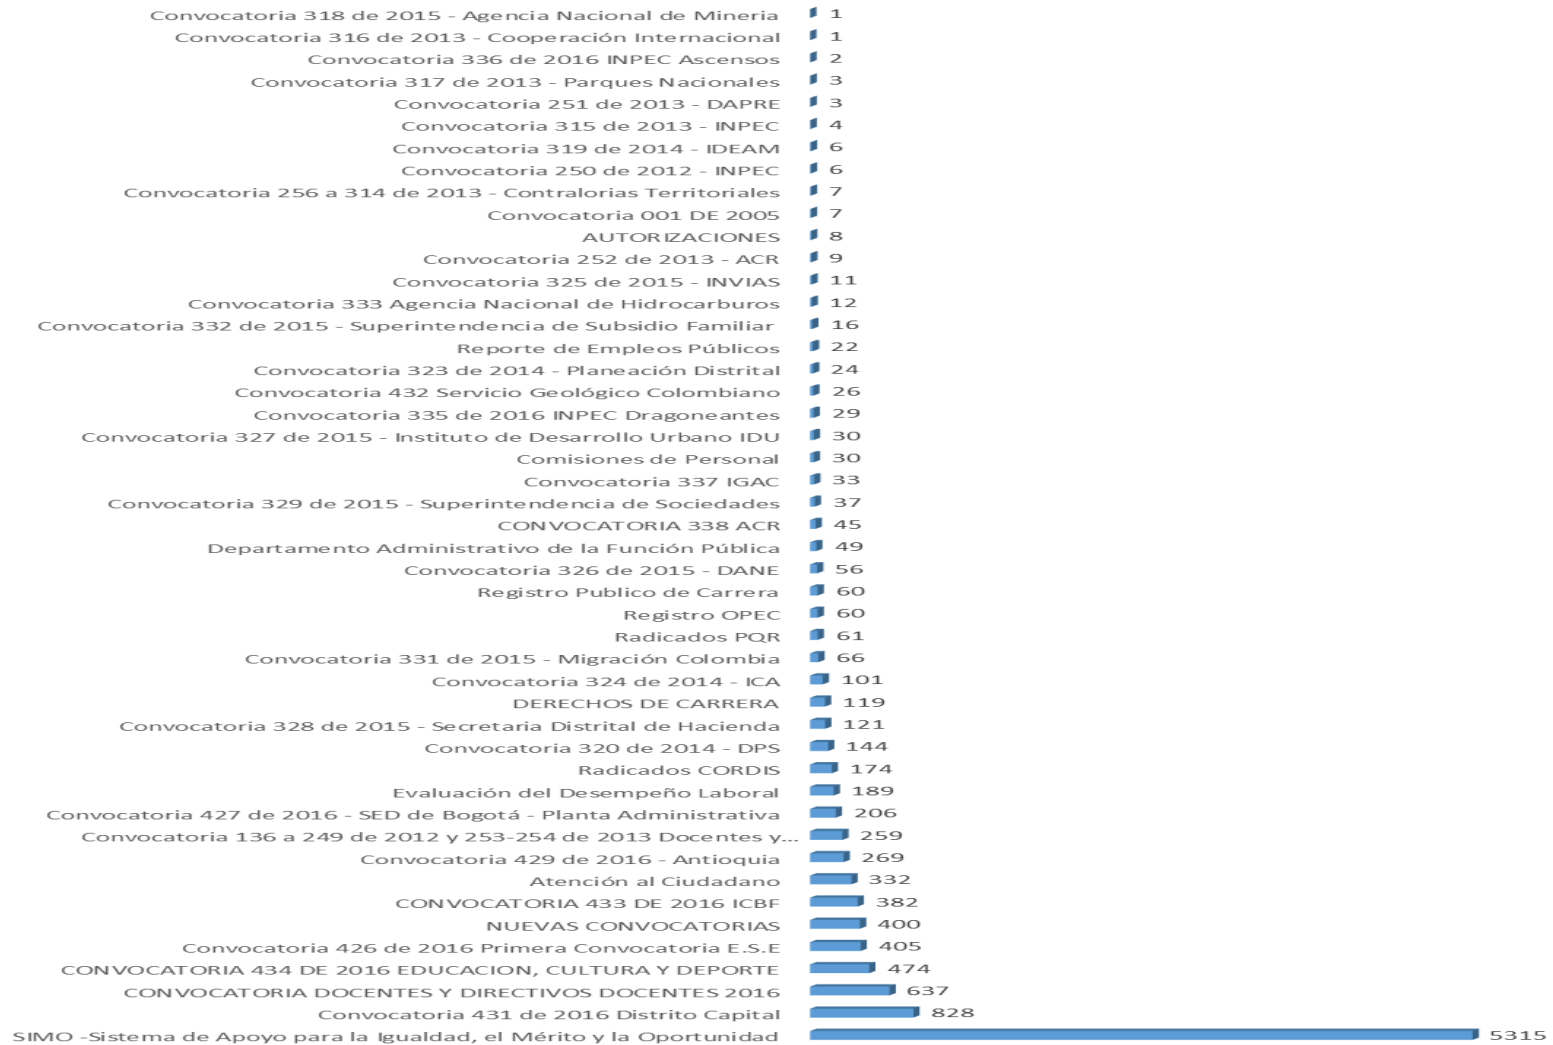 Convocatoria 318 de 2015 - Agencia Nacional de Mineria 1
Convocatoria 316 de 2013 - Cooperación Internacional 1
Convocatoria 336 de 2016 INPEC Ascensos 2
Convocatoria 317 de 2013 - Parques Nacionales 3
Convocatoria 251 de 2013 - DAPRE 3
Convocatoria 315 de 2013 - INPEC 4
Convocatoria 319 de 2014 - IDEAM 6
Convocatoria 250 de 2012 - INPEC 6
Convocatoria 256 a 314 de 2013 - Contralorias Territoriales 7
Convocatoria 001 DE 2005 7
AUTORIZACIONES 8
Convocatoria 252 de 2013 - ACR 9
Convocatoria 325 de 2015 - INVIAS 11
Convocatoria 333 Agencia Nacional de Hidrocarburos 12
Convocatoria 332 de 2015 - Superintendencia de Subsidio Familiar 16
Reporte de Empleos Públicos 22
Convocatoria 323 de 2014 - Planeación Distrital 24
Convocatoria 432 Servicio Geológico Colombiano 26
Convocatoria 335 de 2016 INPEC Dragoneantes 29
Convocatoria 327 de 2015 - Instituto de Desarrollo Urbano IDU 30
Comisiones de Personal 30
Convocatoria 337 IGAC 33
Convocatoria 329 de 2015 - Superintendencia de Sociedades 37
CONVOCATORIA 338 ACR 45
Departamento Administrativo de la Función Pública 49
Convocatoria 326 de 2015 - DANE 56
Registro Publico de Carrera 60
Registro OPEC 60
Radicados PQR 61
Convocatoria 331 de 2015 - Migración Colombia 66
Convocatoria 324 de 2014 - ICA 101
DERECHOS DE CARRERA 119
Convocatoria 328 de 2015 - Secretaria Distrital de Hacienda 121
Convocatoria 320 de 2014 - DPS 144
Radicados CORDIS 174
Evaluación del Desempeño Laboral 189
Convocatoria 427 de 2016 - SED de Bogotá - Planta Administrativa 206
Convocatoria 136 a 249 de 2012 y 253-254 de 2013 Docentes y... 259
Convocatoria 429 de 2016 - Antioquia 269
Atención al Ciudadano 332
CONVOCATORIA 433 DE 2016 ICBF 382
NUEVAS CONVOCATORIAS 400
Convocatoria 426 de 2016 Primera Convocatoria E.S.E 405
CONVOCATORIA 434 DE 2016 EDUCACION, CULTURA Y DEPORTE 474
CONVOCATORIA DOCENTES Y DIRECTIVOS DOCENTES 2016 637
Convocatoria 431 de 2016 Distrito Capital 828
SIMO -Sistema de Apoyo para la Igualdad, el Mérito y la Oportunidad 5315